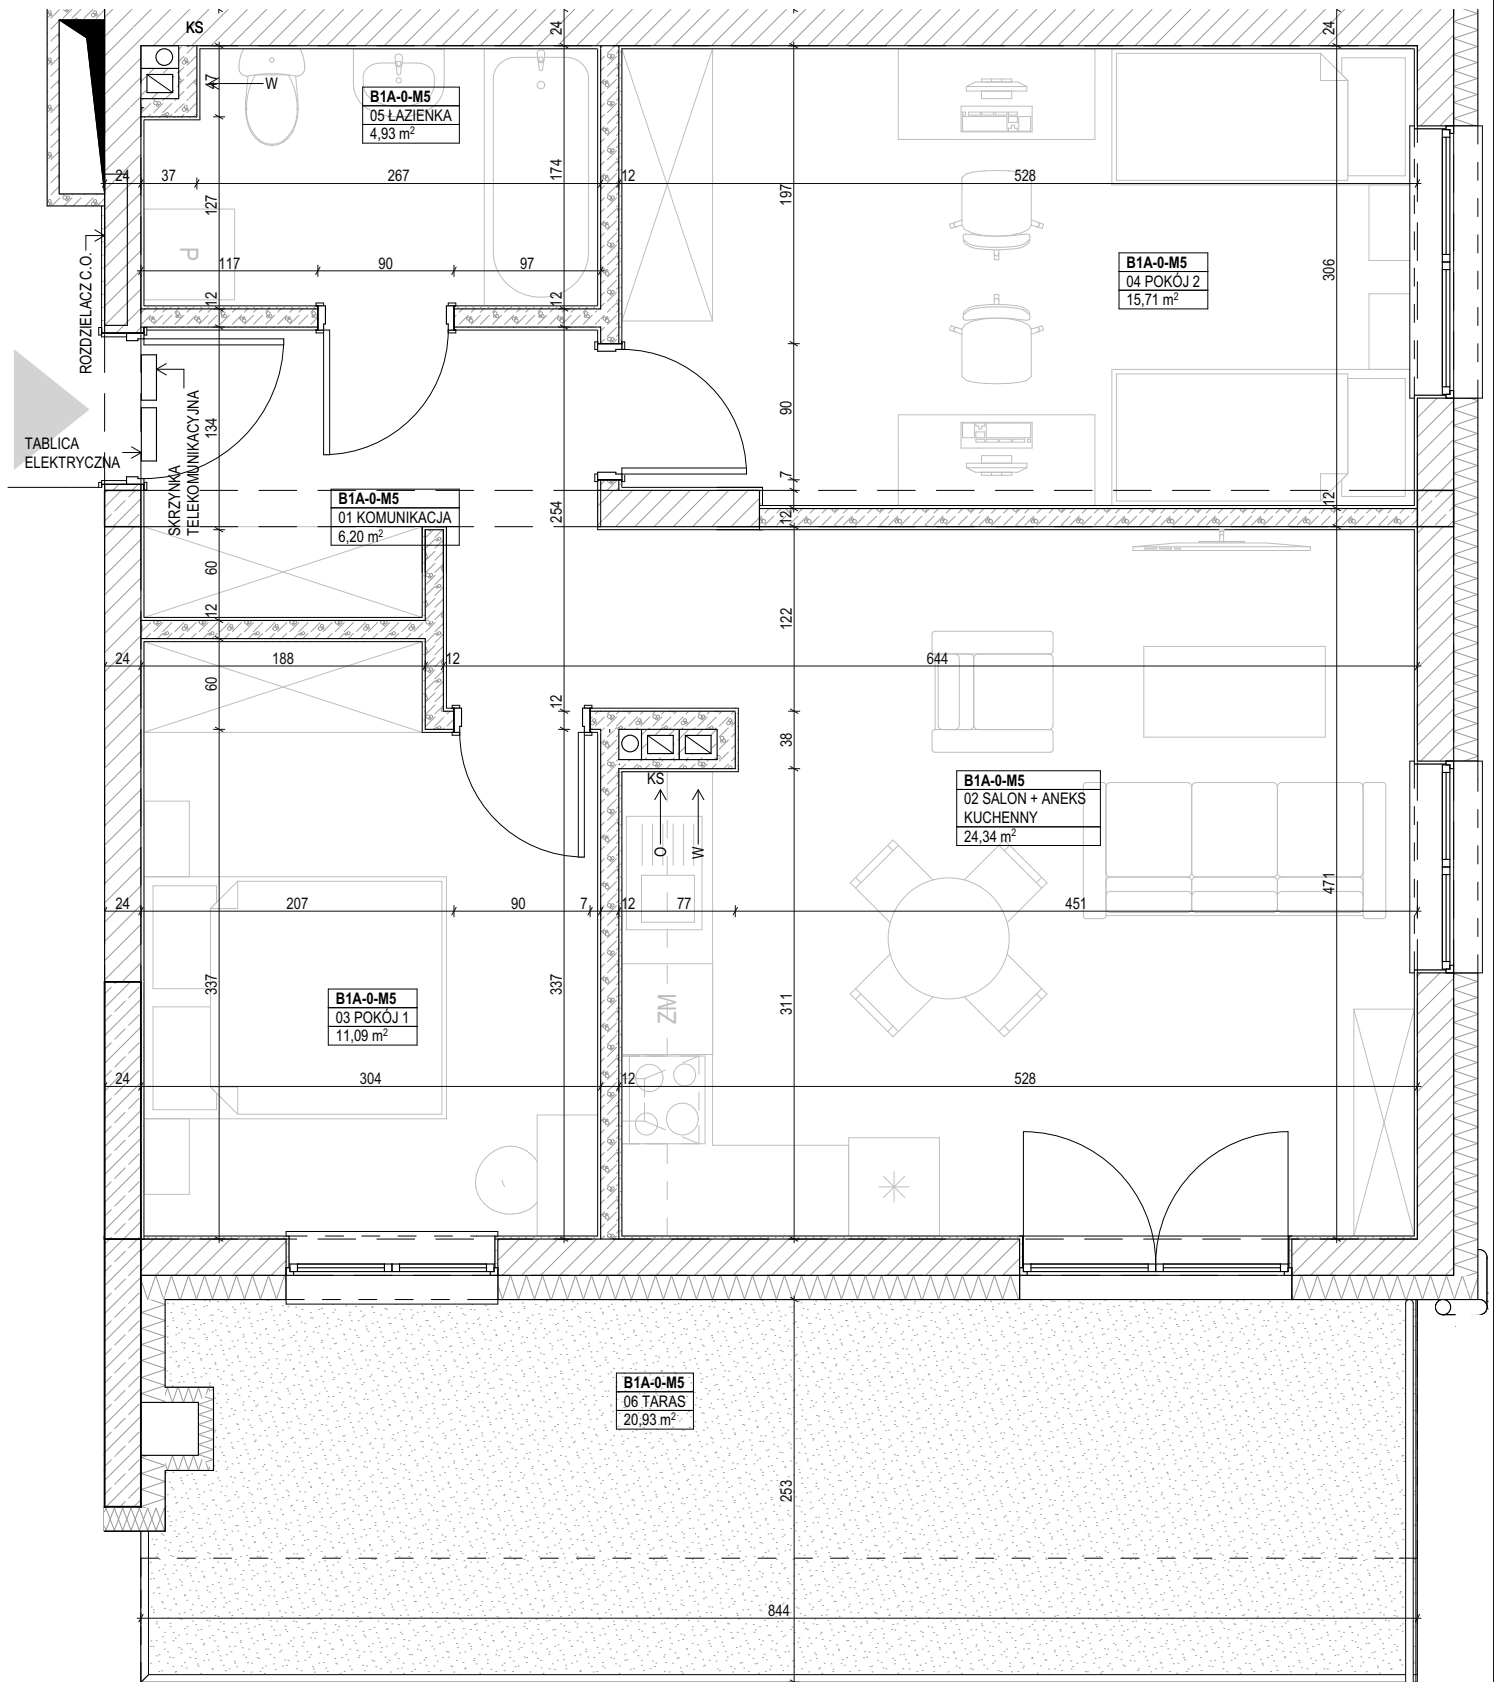 KS
24
24
47
W
B1A-0-M5
05 ŁAZIENKA
4,93 m²
24
37
267
174
12
528
127
197
ROZDZIELACZ C.O.
P
117
90
97
12
12
B1A-0-M5
04 POKÓJ 2
15,71 m²
306
TABLICA
ELEKTRYCZNA
SKRZYNKA
TELEKOMUNIKACYJNA
134
90
7
12
12
B1A-0-M5
01 KOMUNIKACJA
6,20 m²
254
60
12
122
24
188
12
644
60
12
38
KS
O
W
B1A-0-M5
02 SALON + ANEKS
KUCHENNY
24,34 m²
471
24
207
90
7
12
77
451
337
337
311
ZM
B1A-0-M5
03 POKÓJ 1
11,09 m²
24
304
12
528
B1A-0-M5
06 TARAS
20,93 m²
253
844